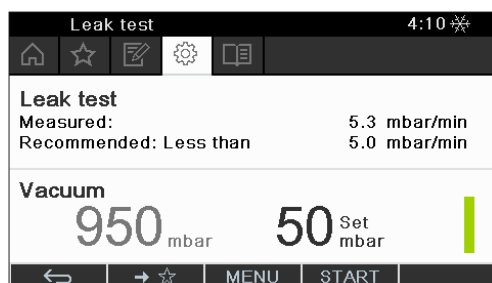 Leak test 4:10
Leak test
Measured: 5.3 mbar/min
Recommended: Less than 5.0 mbar/min
Vacuum
950 mbar 50 Set mbar
MENU START